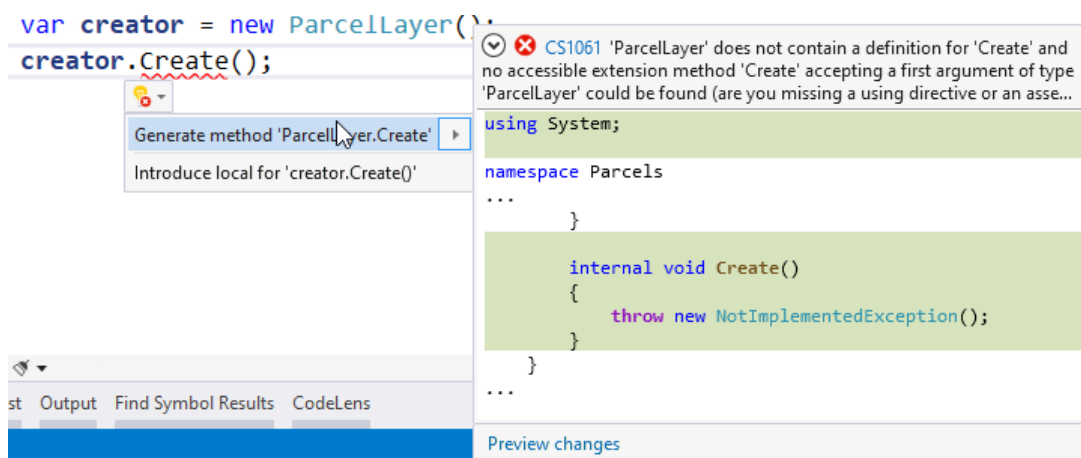 var creator = new ParcelLayer();
creator.Create();
Generate method 'ParcelLayer.Create'
Introduce local for 'creator.Create()'
CS1061 'ParcelLayer' does not contain a definition for 'Create' and
no accessible extension method 'Create' accepting a first argument of type
'ParcelLayer' could be found (are you missing a using directive or an asse...
using System;
namespace Parcels
...
}
internal void Create()
{
throw new NotImplementedException();
}
}
...
Preview changes
st Output Find Symbol Results CodeLens